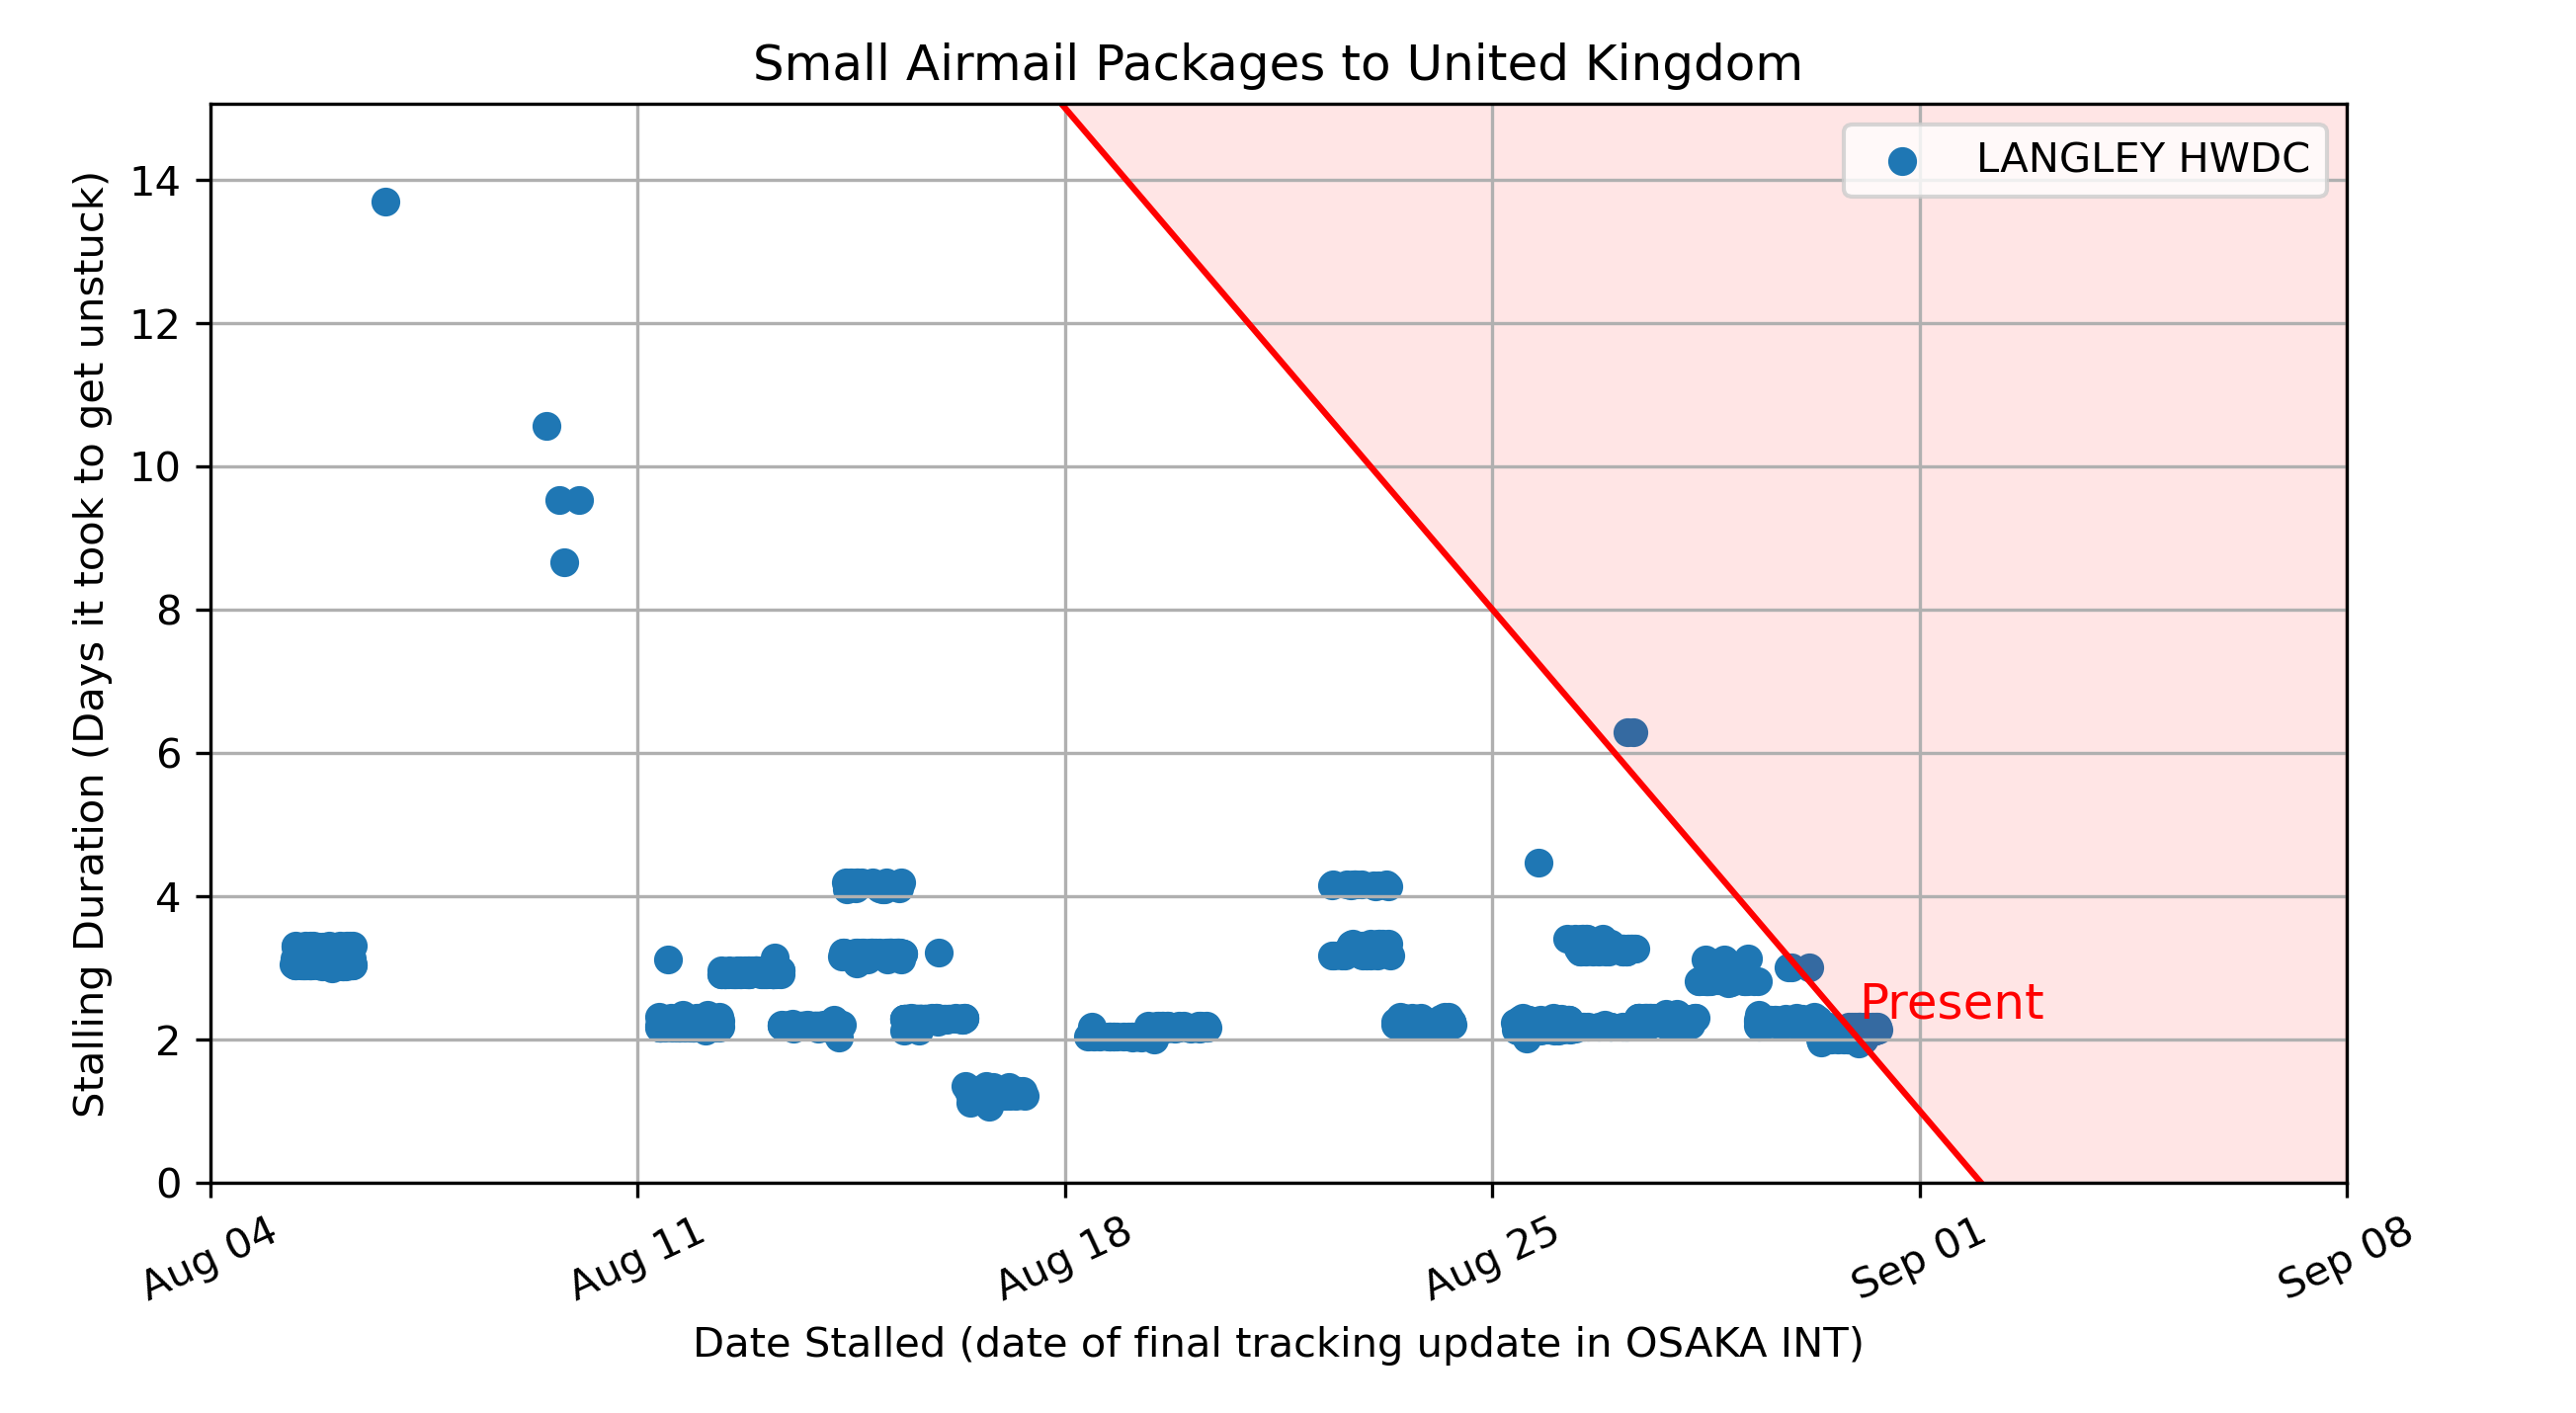 Small Airmail Packages to United Kingdom
LANGLEY HWDC
Stalling Duration (Days it took to get unstuck)
14
12
10
8
6
4
2
0
Present
Aug 04
Aug 11
Aug 18
Aug 25
Sep 01
Sep 08
Date Stalled (date of final tracking update in OSAKA INT)